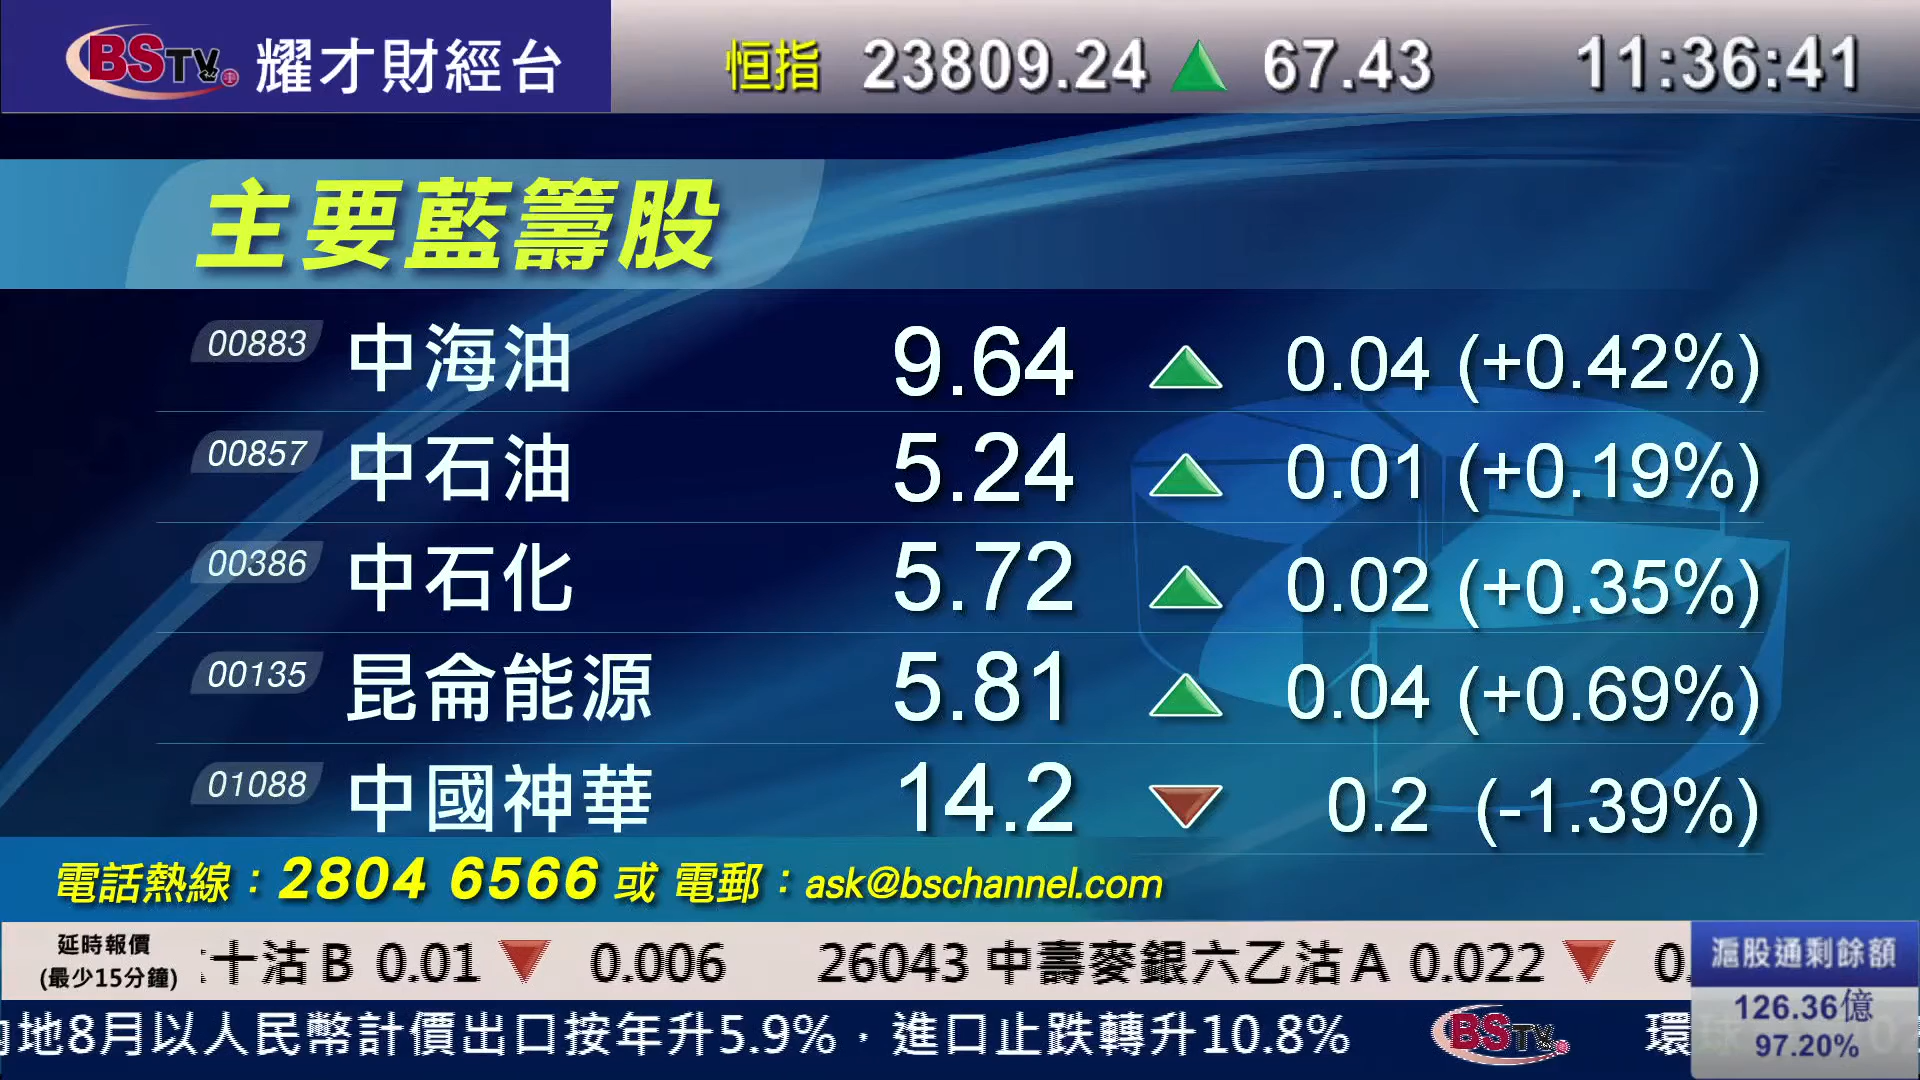 BSTV 耀才財經台 恒指 23809.24 ▲ 67.43 11:36:41
主要藍籌股
00883 中海油 9.64 ▲ 0.04 (+0.42%)
00857 中石油 5.24 ▲ 0.01 (+0.19%)
00386 中石化 5.72 ▲ 0.02 (+0.35%)
00135 昆侖能源 5.81 ▲ 0.04 (+0.69%)
01088 中國神華 14.2 ▼ 0.2 (-1.39%)
電話熱線：2804 6566 或 電郵：ask@bschannel.com
延時報價
(最少15分鐘)
十沽B 0.01 ▼ 0.006 26043 中壽麥銀六乙沽A 0.022 ▼ 0
滬股通剩餘額
126.36億
97.20%
內地8月以人民幣計價出口按年升5.9%，進口止跌轉升10.8% BSTV 環